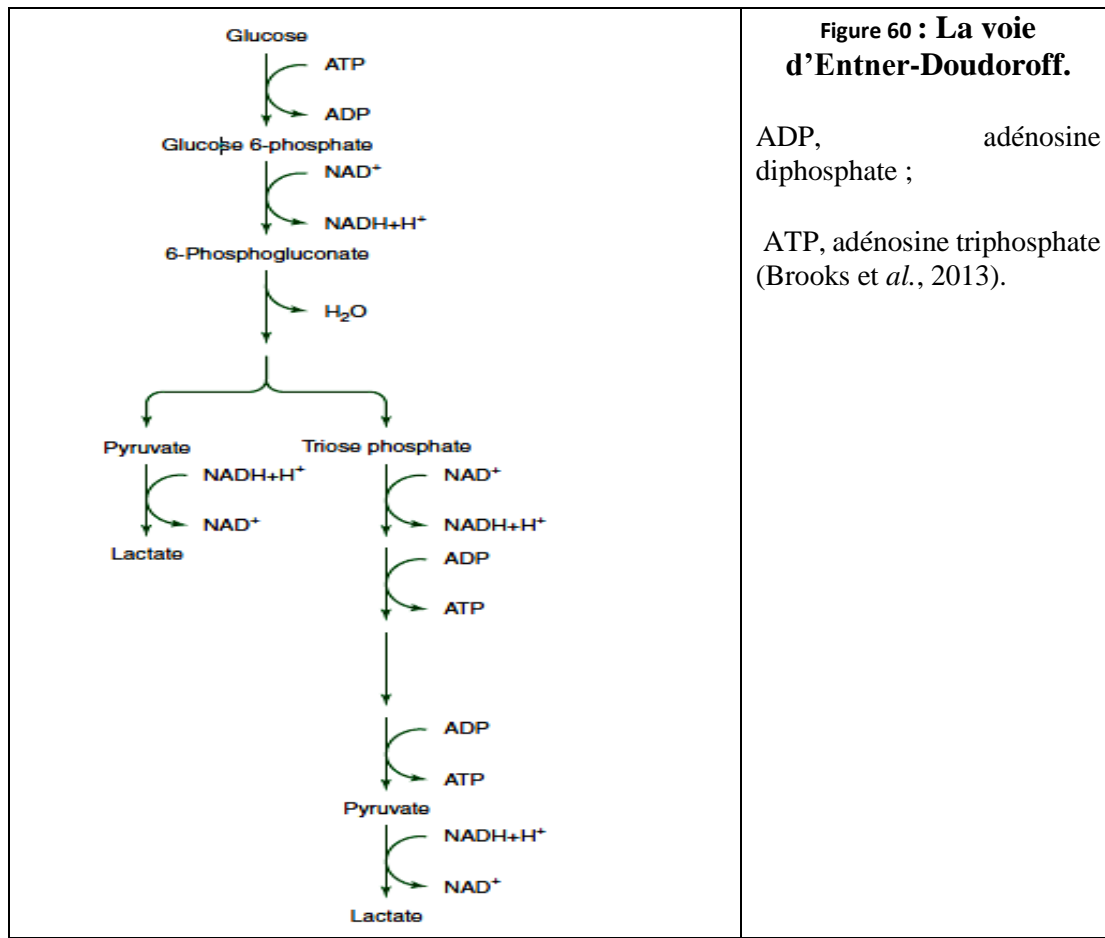 Glucose
ATP
ADP
Glucose 6-phosphate
NAD⁺
NADH+H⁺
6-Phosphogluconate
H₂O
Pyruvate
Triose phosphate
NADH+H⁺
NAD⁺
NAD⁺
NADH+H⁺
Lactate
ADP
ATP
ADP
ATP
Pyruvate
NADH+H⁺
NAD⁺
Lactate
Figure 60 : La voie
d’Entner-Doudoroff.
ADP, adénosine
diphosphate ;
ATP, adénosine triphosphate
(Brooks et al., 2013).